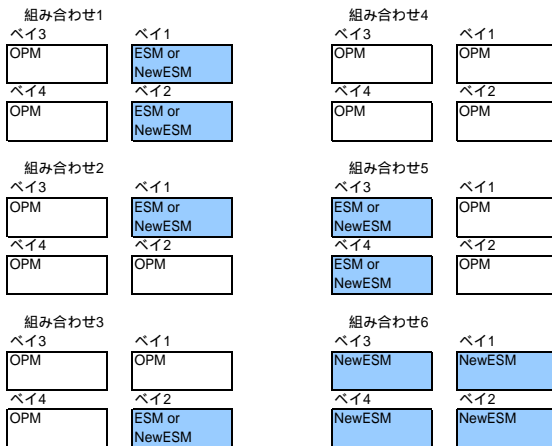 組み合わせ1
ベイ3 ベイ1
OPM ESM or
NewESM
ベイ4 ベイ2
OPM ESM or
NewESM
組み合わせ2
ベイ3 ベイ1
OPM ESM or
NewESM
ベイ4 ベイ2
OPM OPM
組み合わせ3
ベイ3 ベイ1
OPM OPM
ベイ4 ベイ2
OPM ESM or
NewESM
組み合わせ4
ベイ3 ベイ1
OPM OPM
ベイ4 ベイ2
OPM OPM
組み合わせ5
ベイ3 ベイ1
ESM or OPM
NewESM
ベイ4 ベイ2
ESM or OPM
NewESM
組み合わせ6
ベイ3 ベイ1
NewESM NewESM
ベイ4 ベイ2
NewESM NewESM